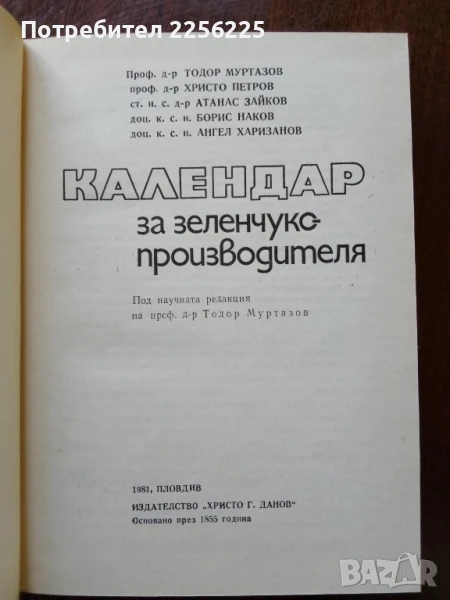 Потребител 2256225
Проф. д-р ТОДОР МУРТАЗОВ
проф. д-р ХРИСТО ПЕТРОВ
ст. н. с. д-р АТАНАС ЗАЙКОВ
доц. к. с. н. БОРИС НАКОВ
доц. к. с. н. АНГЕЛ ХАРИЗАНОВ
КАЛЕНДАР
за зеленчуко-
производителя
Под научната редакция
на проф. д-р Тодор Муртазов
1981, ПЛОВДИВ
ИЗДАТЕЛСТВО „ХРИСТО Г. ДАНОВ“
Основано през 1855 година
BAZAR